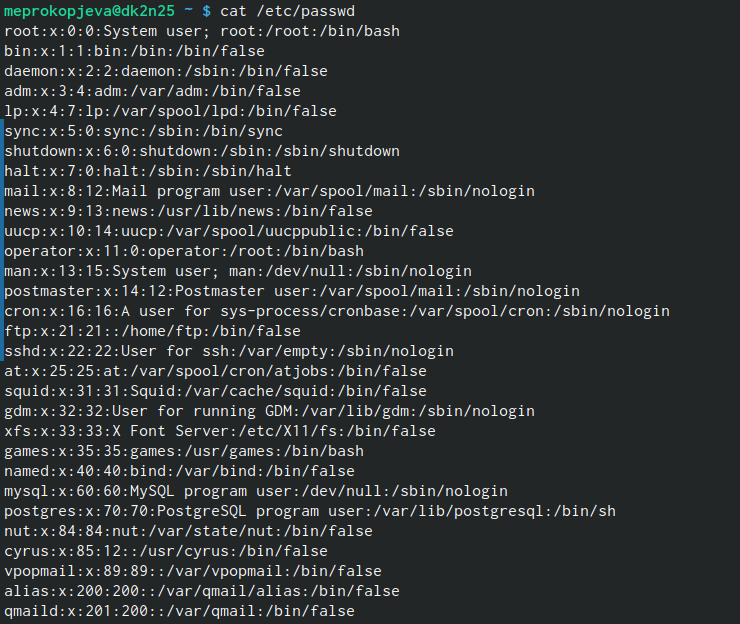 meprokopjeva@dk2n25 ~ $ cat /etc/passwd
root:x:0:0:System user; root:/root:/bin/bash
bin:x:1:1:bin:/bin:/bin/false
daemon:x:2:2:daemon:/sbin:/bin/false
adm:x:3:4:adm:/var/adm:/bin/false
lp:x:4:7:lp:/var/spool/lpd:/bin/false
sync:x:5:0:sync:/sbin:/bin/sync
shutdown:x:6:0:shutdown:/sbin:/sbin/shutdown
halt:x:7:0:halt:/sbin:/sbin/halt
mail:x:8:12:Mail program user:/var/spool/mail:/sbin/nologin
news:x:9:13:news:/usr/lib/news:/bin/false
uucp:x:10:14:uucp:/var/spool/uucppublic:/bin/false
operator:x:11:0:operator:/root:/bin/bash
man:x:13:15:System user; man:/dev/null:/sbin/nologin
postmaster:x:14:12:Postmaster user:/var/spool/mail:/sbin/nologin
cron:x:16:16:A user for sys-process/cronbase:/var/spool/cron:/sbin/nologin
ftp:x:21:21::/home/ftp:/bin/false
sshd:x:22:22:User for ssh:/var/empty:/sbin/nologin
at:x:25:25:at:/var/spool/cron/atjobs:/bin/false
squid:x:31:31:Squid:/var/cache/squid:/bin/false
gdm:x:32:32:User for running GDM:/var/lib/gdm:/sbin/nologin
xfs:x:33:33:X Font Server:/etc/X11/fs:/bin/false
games:x:35:35:games:/usr/games:/bin/bash
named:x:40:40:bind:/var/bind:/bin/false
mysql:x:60:60:MySQL program user:/dev/null:/sbin/nologin
postgres:x:70:70:PostgreSQL program user:/var/lib/postgresql:/bin/sh
nut:x:84:84:nut:/var/state/nut:/bin/false
cyrus:x:85:12::/usr/cyrus:/bin/false
vpopmail:x:89:89::/var/vpopmail:/bin/false
alias:x:200:200::/var/qmail/alias:/bin/false
qmaild:x:201:200::/var/qmail:/bin/false